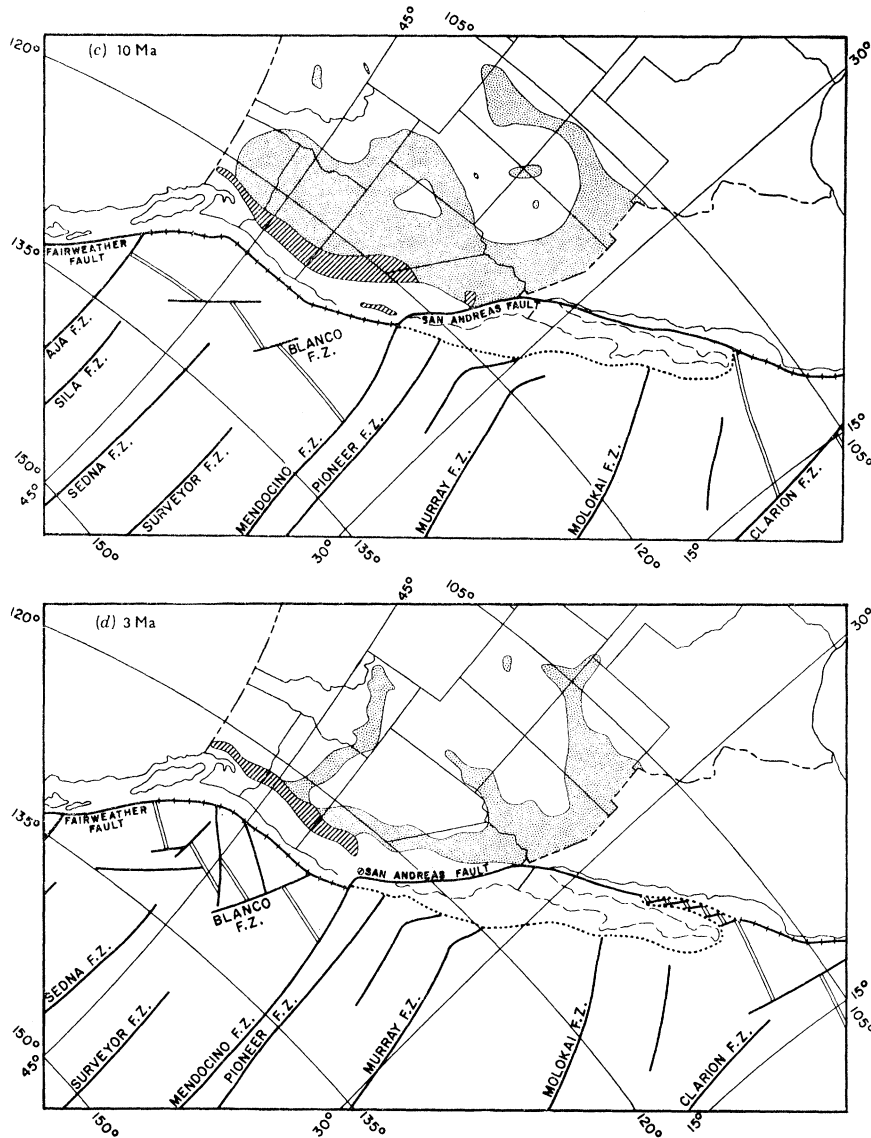 45° 105°
120° (c) 10 Ma 30°
135°
FAIRWEATHER
FAULT
SAN ANDREAS FAULT
AJA F.Z.
BLANCO
F.Z.
SILA F.Z.
SEDNA F.Z.
SURVEYOR F.Z.
MENDOCINO F.Z.
PIONEER F.Z.
MURRAY F.Z.
MOLOKAI F.Z.
CLARION F.Z.
15°
105°
150°
45°
150° 30° 135° 120° 15°
45° 105°
120° (d) 3 Ma 30°
135°
FAIRWEATHER
FAULT
SAN ANDREAS FAULT
BLANCO
F.Z.
SEDNA F.Z.
SURVEYOR F.Z.
MENDOCINO F.Z.
PIONEER F.Z.
MURRAY F.Z.
MOLOKAI F.Z.
CLARION F.Z.
15°
105°
150°
45°
150° 30° 135° 120° 15°